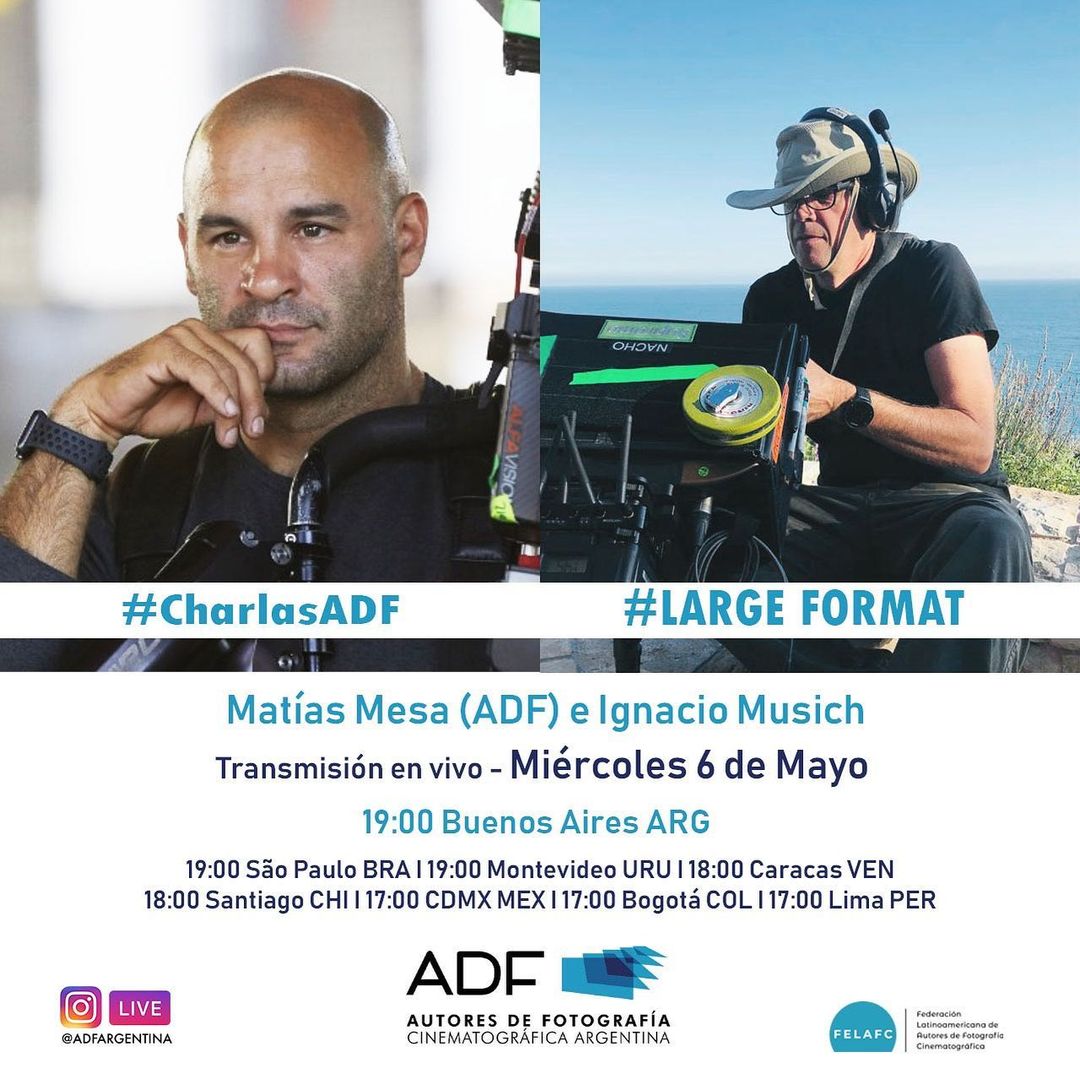 NACHO
ALFAVISION
#CharlasADF
#LARGE FORMAT
Matías Mesa (ADF) e Ignacio Musich
Transmisión en vivo - Miércoles 6 de Mayo
19:00 Buenos Aires ARG
19:00 São Paulo BRA I 19:00 Montevideo URU I 18:00 Caracas VEN
18:00 Santiago CHI I 17:00 CDMX MEX I 17:00 Bogotá COL I 17:00 Lima PER
ADF
AUTORES DE FOTOGRAFÍA
CINEMATOGRÁFICA ARGENTINA
LIVE
@ADFARGENTINA
FELAFC
Federación
Latinoamericana de
Autores de Fotografía
Cinematográfica